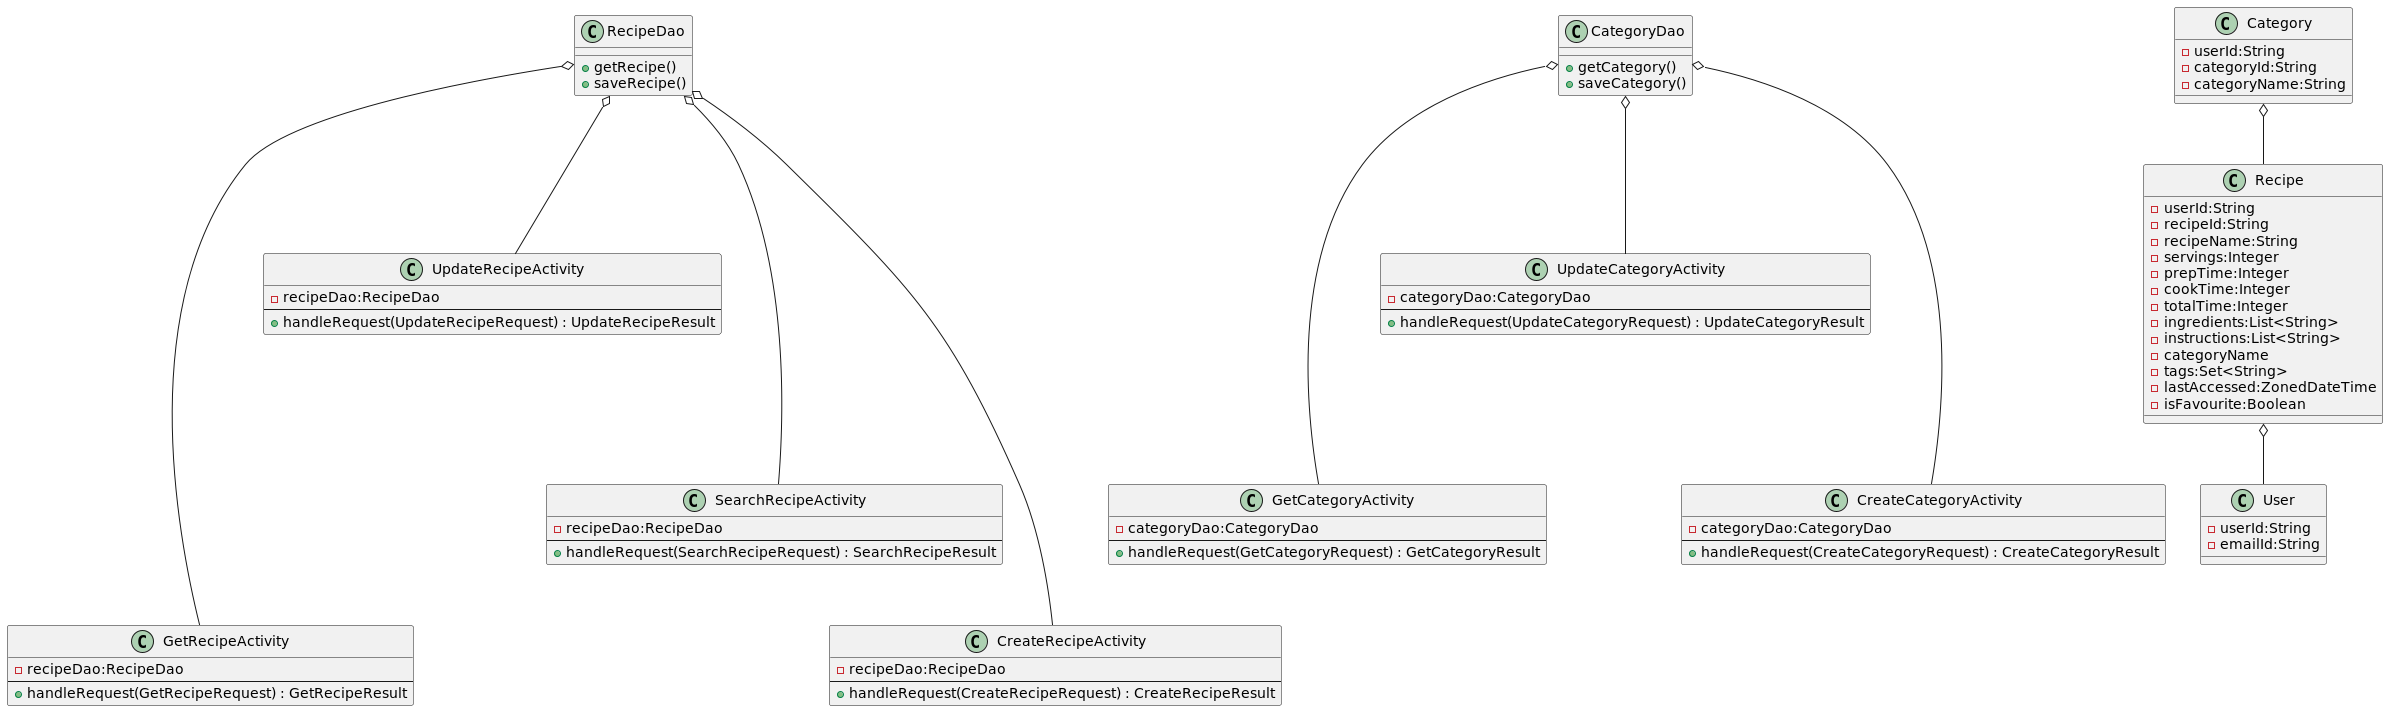 RecipeDao
getRecipe()
saveRecipe()
CategoryDao
getCategory()
saveCategory()
Category
userId:String
categoryId:String
categoryName:String
Recipe
userId:String
recipeId:String
recipeName:String
servings:Integer
prepTime:Integer
cookTime:Integer
totalTime:Integer
ingredients:List<String>
instructions:List<String>
categoryName
tags:Set<String>
lastAccessed:ZonedDateTime
isFavourite:Boolean
UpdateRecipeActivity
recipeDao:RecipeDao
handleRequest(UpdateRecipeRequest) : UpdateRecipeResult
UpdateCategoryActivity
categoryDao:CategoryDao
handleRequest(UpdateCategoryRequest) : UpdateCategoryResult
SearchRecipeActivity
recipeDao:RecipeDao
handleRequest(SearchRecipeRequest) : SearchRecipeResult
GetCategoryActivity
categoryDao:CategoryDao
handleRequest(GetCategoryRequest) : GetCategoryResult
CreateCategoryActivity
categoryDao:CategoryDao
handleRequest(CreateCategoryRequest) : CreateCategoryResult
User
userId:String
emailId:String
GetRecipeActivity
recipeDao:RecipeDao
handleRequest(GetRecipeRequest) : GetRecipeResult
CreateRecipeActivity
recipeDao:RecipeDao
handleRequest(CreateRecipeRequest) : CreateRecipeResult